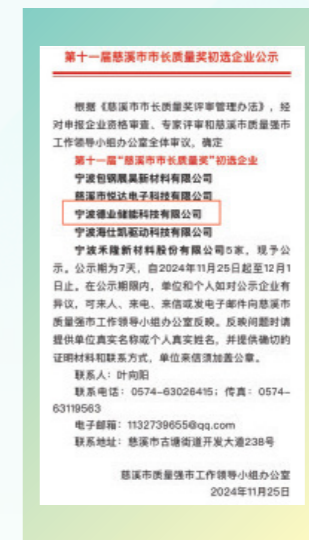 第十一届慈溪市市长质量奖初选企业公示
根据《慈溪市市长质量奖评审管理办法》，经
对申报企业资格审查、专家评审和慈溪市质量强市
工作领导小组办公室全体审议，确定
第十一届“慈溪市市长质量奖”初选企业
宁波包钢展昊新材料有限公司
慈溪市悦达电子科技有限公司
宁波德业储能科技有限公司
宁波海仕凯驱动科技有限公司
宁波禾隆新材料股份有限公司5家，现予公
示。公示期为7天，自2024年11月25日起至12月1
日止。在公示期限内，单位和个人如对公示企业有
异议，可来人、来电、来信或发电子邮件向慈溪市
质量强市工作领导小组办公室反映。反映问题时请
提供单位真实名称或个人真实姓名，并提供确切的
证明材料和联系方式，单位来信须加盖公章。
联系人：叶向阳
联系电话：0574-63026415；传真：0574-
63119563
电子邮箱：1132739655@qq.com
联系地址：慈溪市古塘街道开发大道238号
慈溪市质量强市工作领导小组办公室
2024年11月25日